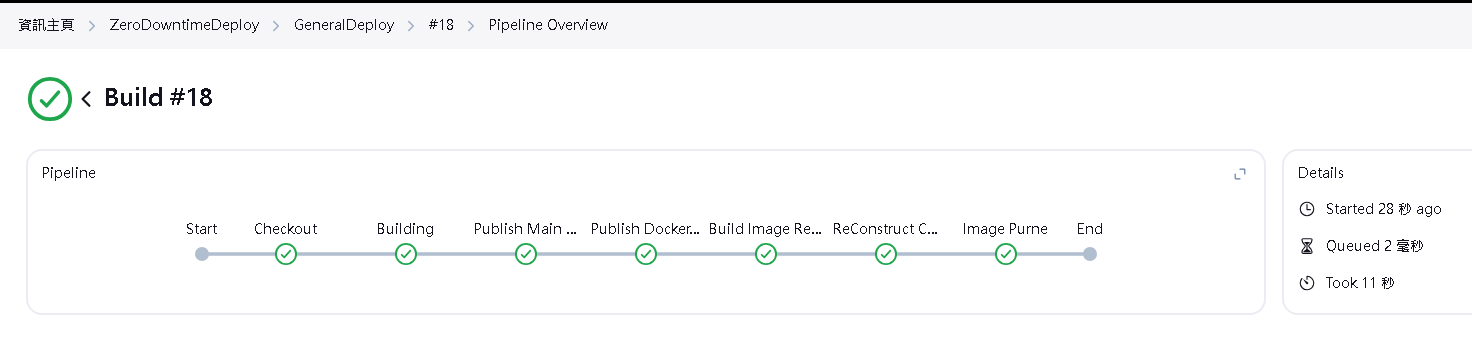 資訊主頁 > ZeroDowntimeDeploy > GeneralDeploy > #18 > Pipeline Overview
Build #18
Pipeline
Start Checkout Building Publish Main ... Publish Docker... Build Image Re... ReConstruct C... Image Purne End
Details
Started 28 秒 ago
Queued 2 毫秒
Took 11 秒